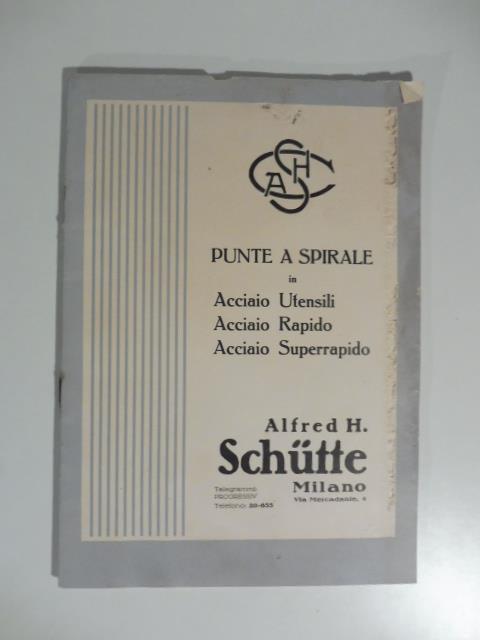 ASHC
PUNTE A SPIRALE
in
Acciaio Utensili
Acciaio Rapido
Acciaio Superrapido
Alfred H.
Schütte
Milano
Via Mercadante, 4
Telegrammi:
PROGRESSIV
Telefono: 20-655